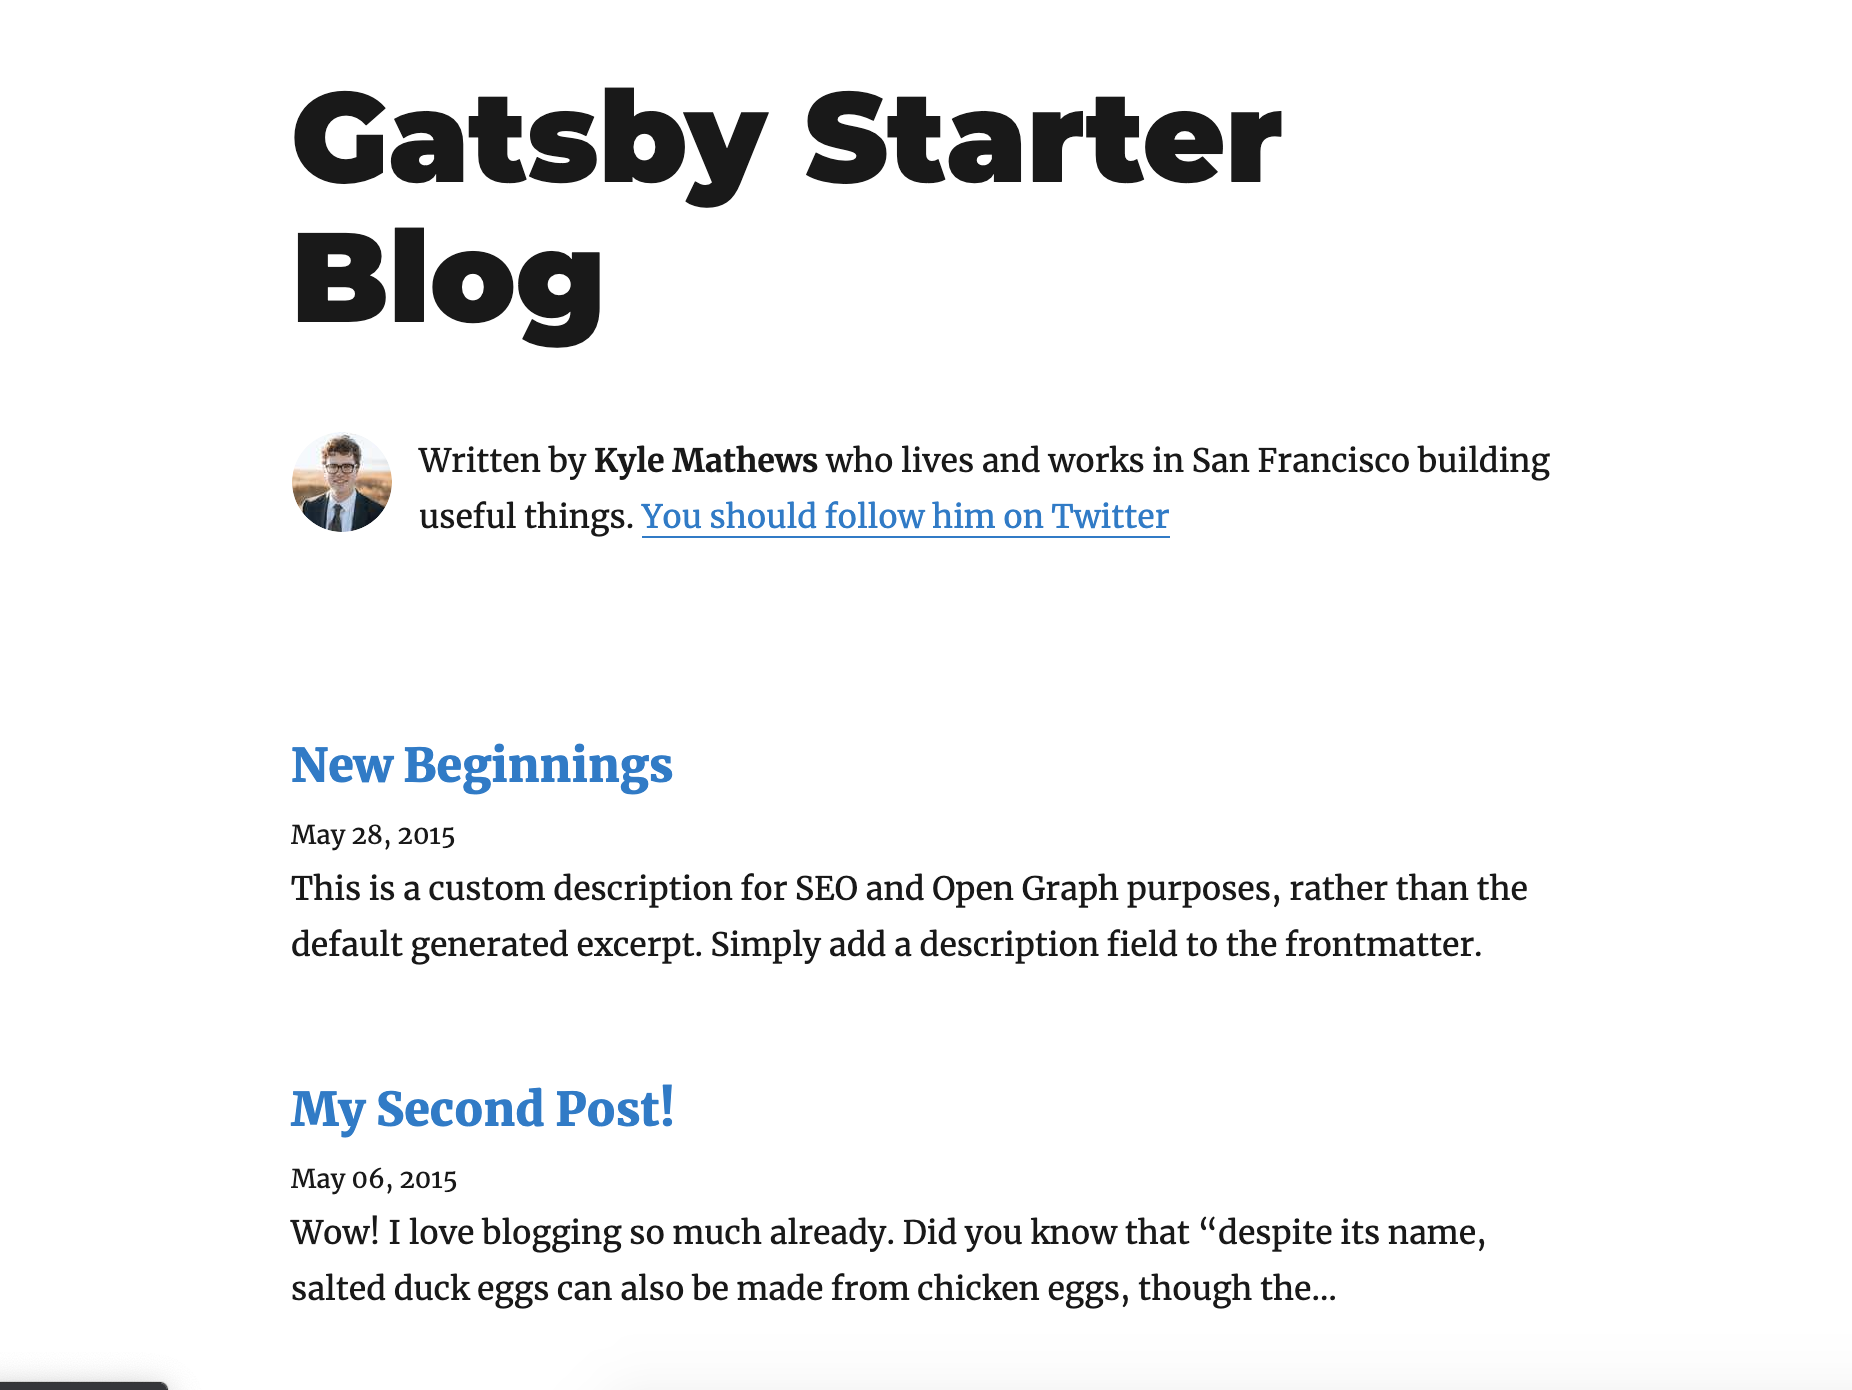 Gatsby Starter
Blog
Written by Kyle Mathews who lives and works in San Francisco building
useful things. You should follow him on Twitter
New Beginnings
May 28, 2015
This is a custom description for SEO and Open Graph purposes, rather than the
default generated excerpt. Simply add a description field to the frontmatter.
My Second Post!
May 06, 2015
Wow! I love blogging so much already. Did you know that “despite its name,
salted duck eggs can also be made from chicken eggs, though the…